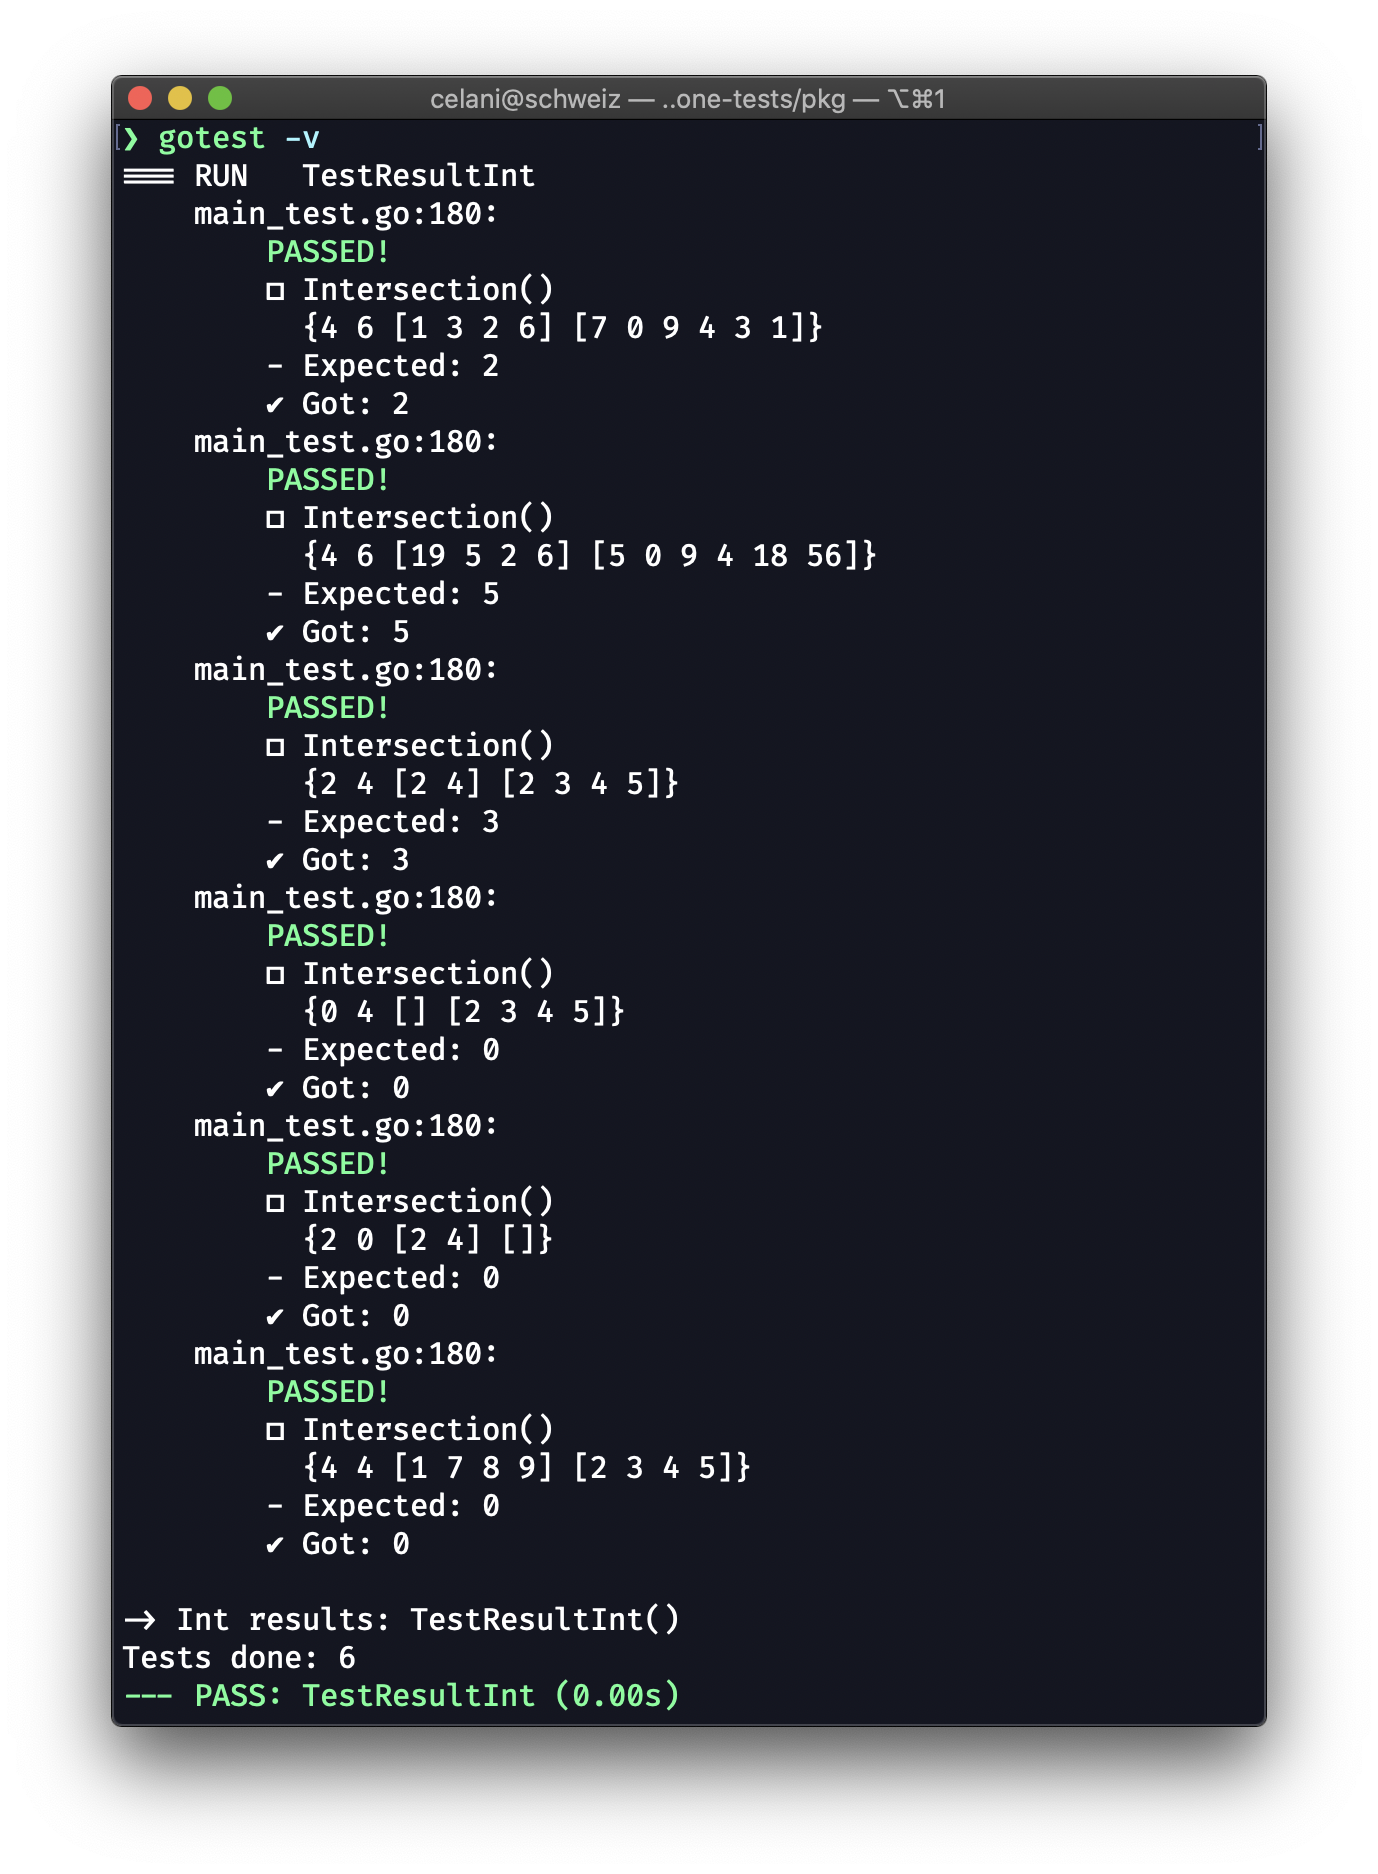 celani@schweiz — ..one-tests/pkg — ⌥⌘1
[❯ gotest -v ]
=== RUN   TestResultInt
    main_test.go:180:
        PASSED!
        □ Intersection()
          {4 6 [1 3 2 6] [7 0 9 4 3 1]}
        - Expected: 2
        ✔ Got: 2
    main_test.go:180:
        PASSED!
        □ Intersection()
          {4 6 [19 5 2 6] [5 0 9 4 18 56]}
        - Expected: 5
        ✔ Got: 5
    main_test.go:180:
        PASSED!
        □ Intersection()
          {2 4 [2 4] [2 3 4 5]}
        - Expected: 3
        ✔ Got: 3
    main_test.go:180:
        PASSED!
        □ Intersection()
          {0 4 [] [2 3 4 5]}
        - Expected: 0
        ✔ Got: 0
    main_test.go:180:
        PASSED!
        □ Intersection()
          {2 0 [2 4] []}
        - Expected: 0
        ✔ Got: 0
    main_test.go:180:
        PASSED!
        □ Intersection()
          {4 4 [1 7 8 9] [2 3 4 5]}
        - Expected: 0
        ✔ Got: 0
-> Int results: TestResultInt()
Tests done: 6
--- PASS: TestResultInt (0.00s)